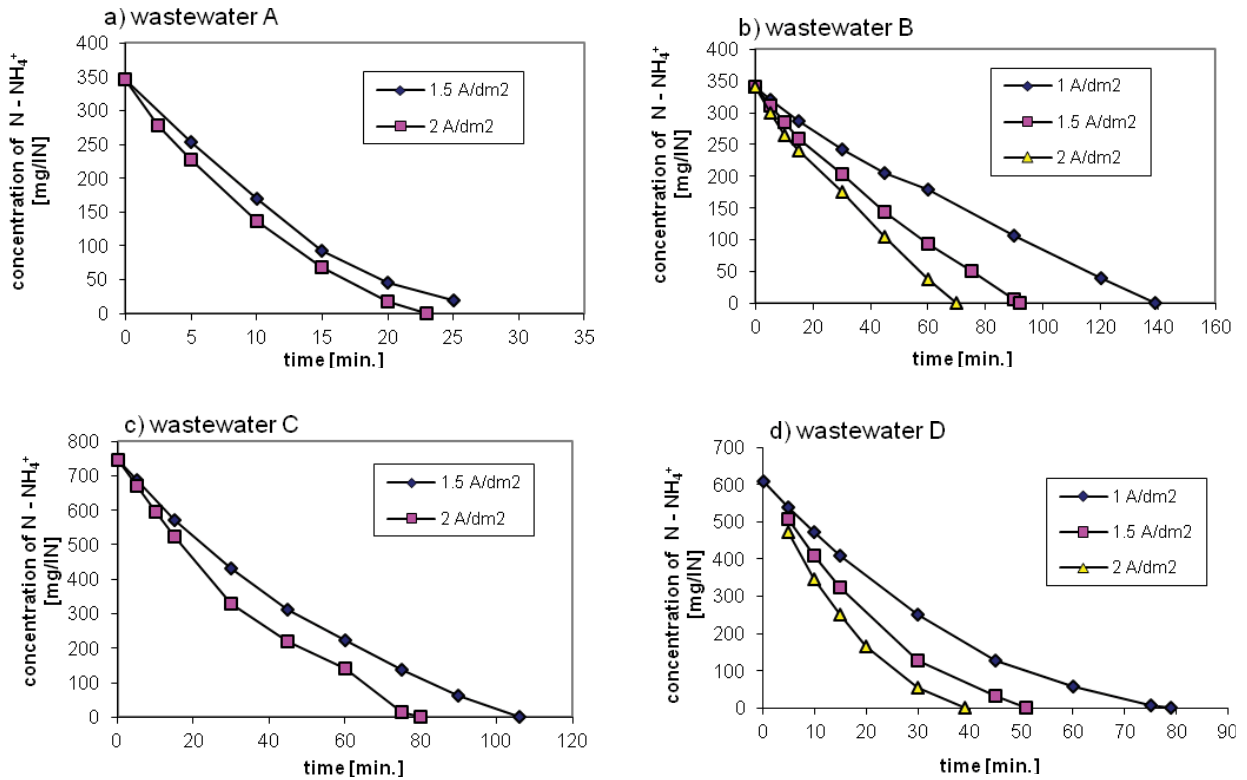 a) wastewater A
concentration of N - NH₄⁺
[mg/lN]
400
350
300
250
200
150
100
50
0
1.5 A/dm2
2 A/dm2
0 5 10 15 20 25 30 35
time [min.]
b) wastewater B
concentration of N - NH₄⁺
[mg/lN]
400
350
300
250
200
150
100
50
0
1 A/dm2
1.5 A/dm2
2 A/dm2
0 20 40 60 80 100 120 140 160
time [min.]
c) wastewater C
concentration of N - NH₄⁺
[mg/lN]
800
700
600
500
400
300
200
100
0
1.5 A/dm2
2 A/dm2
0 20 40 60 80 100 120
time [min.]
d) wastewater D
concentration of N - NH₄⁺
[mg/lN]
700
600
500
400
300
200
100
0
1 A/dm2
1.5 A/dm2
2 A/dm2
0 10 20 30 40 50 60 70 80 90
time [min.]